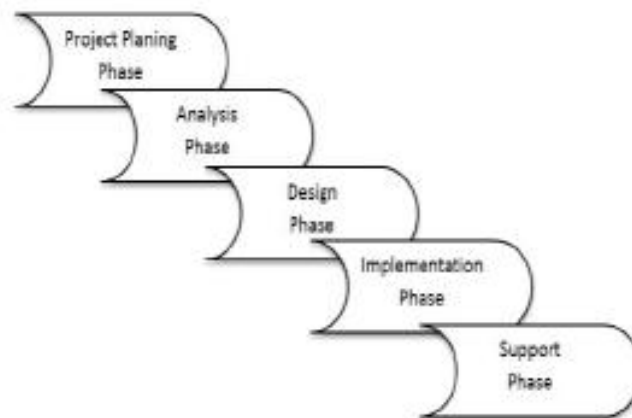 Project Planing
Phase
Analysis
Phase
Design
Phase
Implementation
Phase
Support
Phase